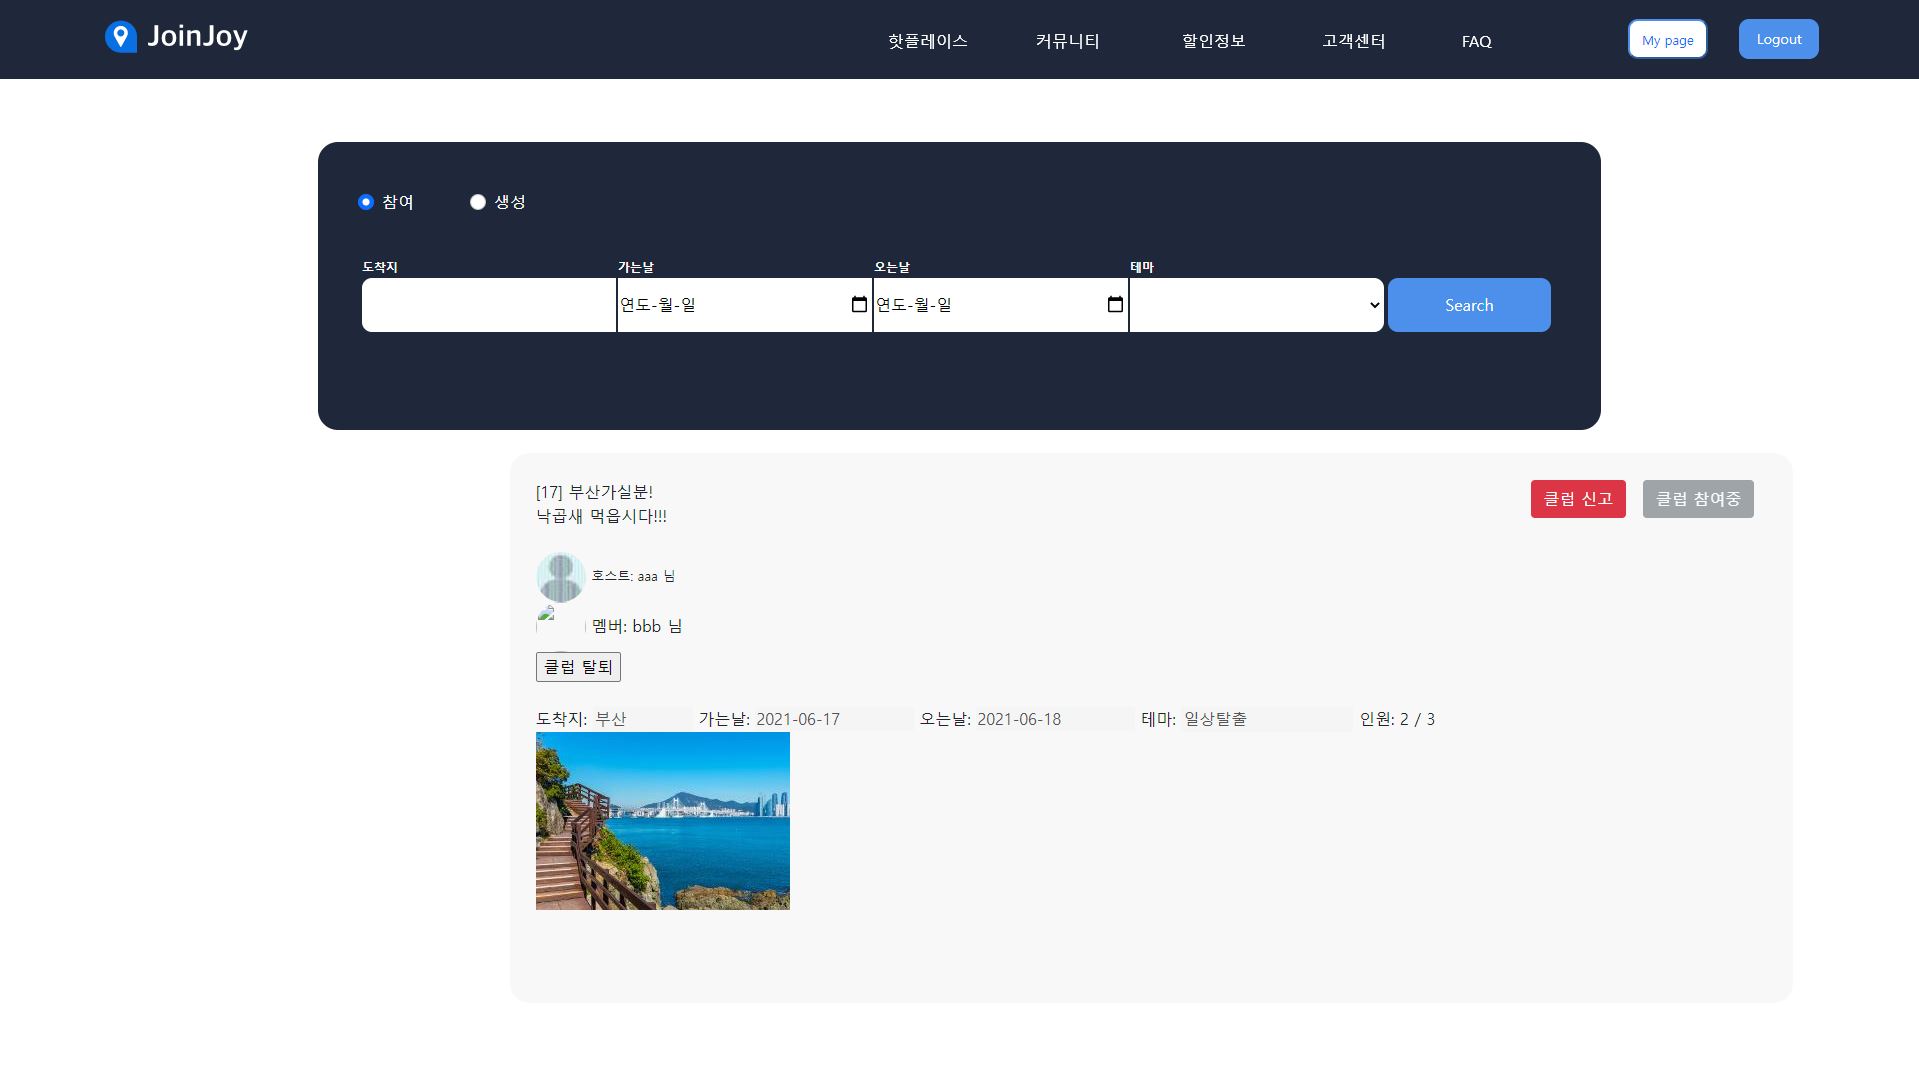 JoinJoy 핫플레이스 커뮤니티 할인정보 고객센터 FAQ My page Logout
참여 생성
도착지 가는날 오는날 테마
연도-월-일 연도-월-일 Search
[17] 부산가실분! 클럽 신고 클럽 참여중
낙곱새 먹읍시다!!!
호스트: aaa 님
멤버: bbb 님
클럽 탈퇴
도착지: 부산 가는날: 2021-06-17 오는날: 2021-06-18 테마: 일상탈출 인원: 2 / 3